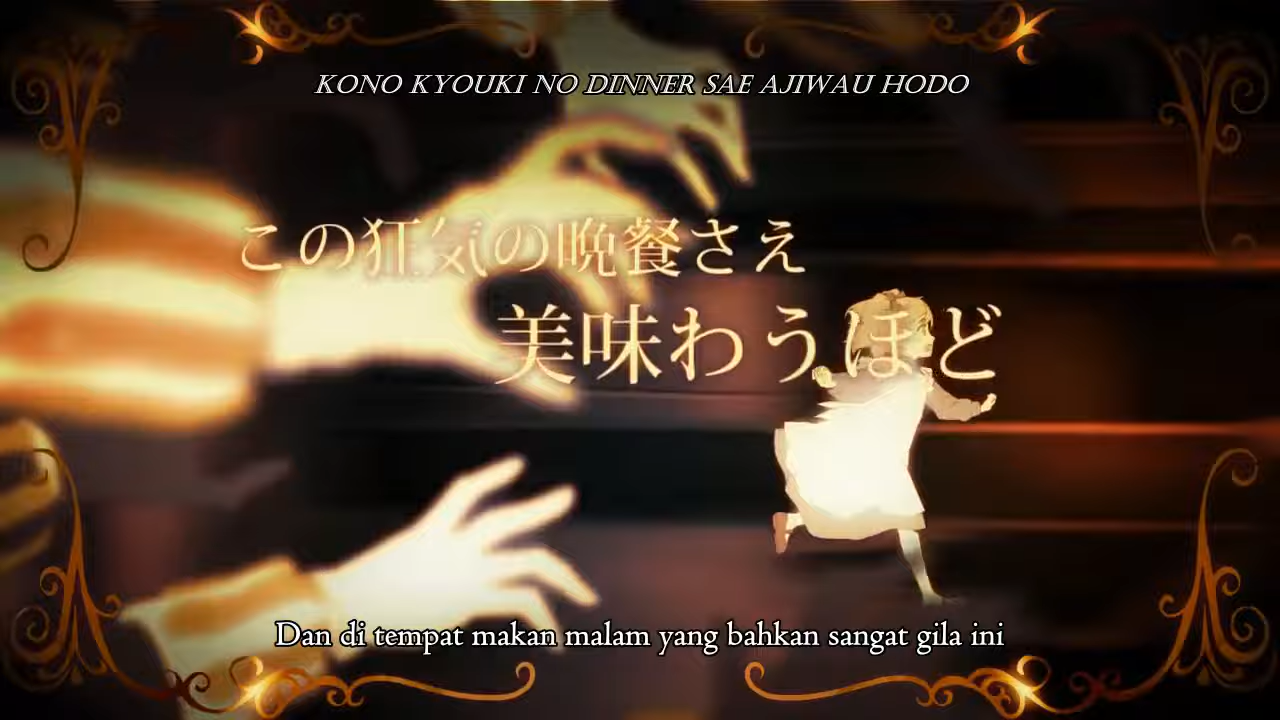 KONO KYOUKI NO DINNER SAE AJIWAU HODO
この狂気の晩餐さえ
美味わうほど
Dan di tempat makan malam yang bahkan sangat gila ini